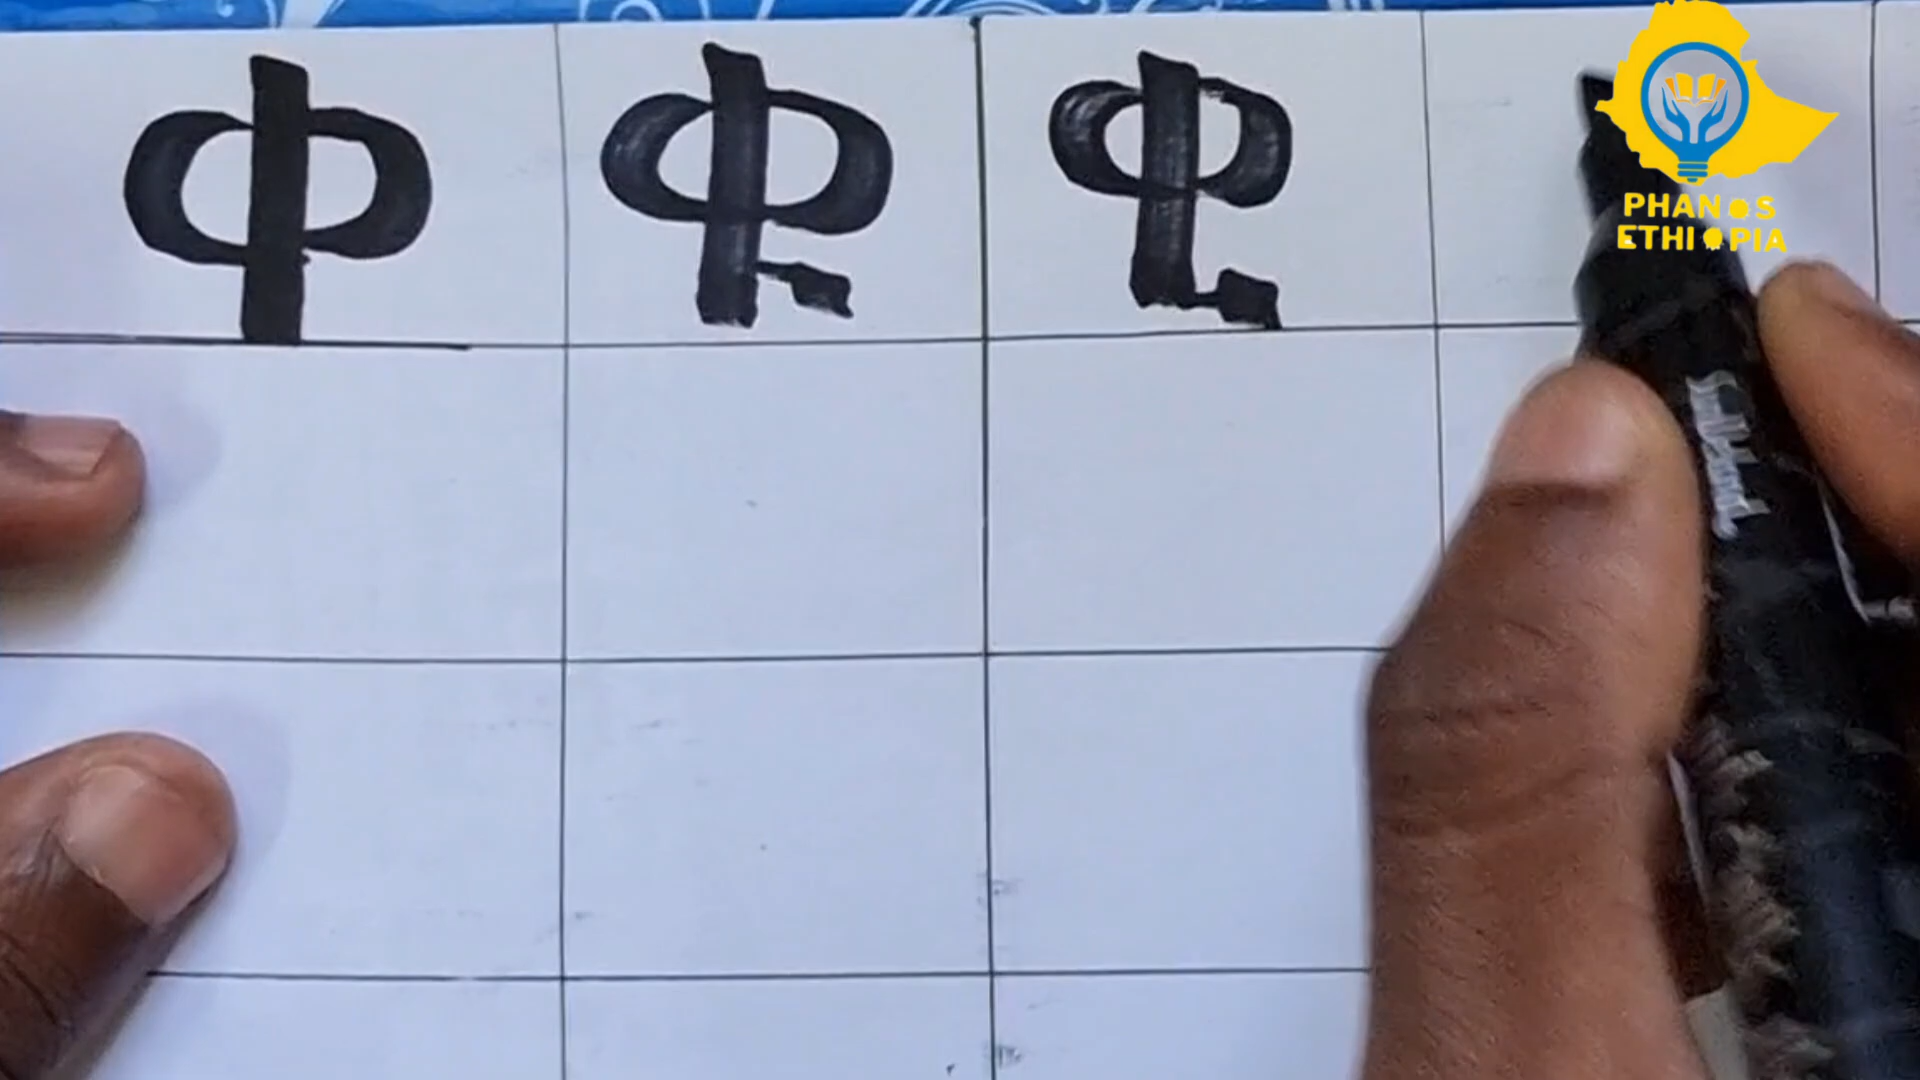 ቀ ቁ ቂ
PHANOS
ETHIOPIA